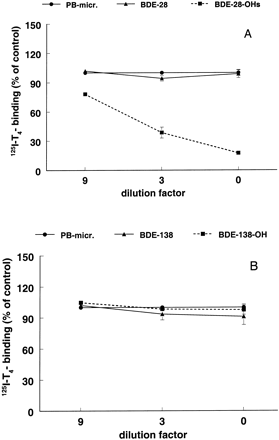 PB-micr. BDE-28 BDE-28-OHs
A
150
120
90
60
30
0
¹²⁵I-T₄- binding (% of control)
9 3 0
dilution factor
PB-micr. BDE-138 BDE-138-OH
B
150
120
90
60
30
0
¹²⁵I-T₄- binding (% of control)
9 3 0
dilution factor